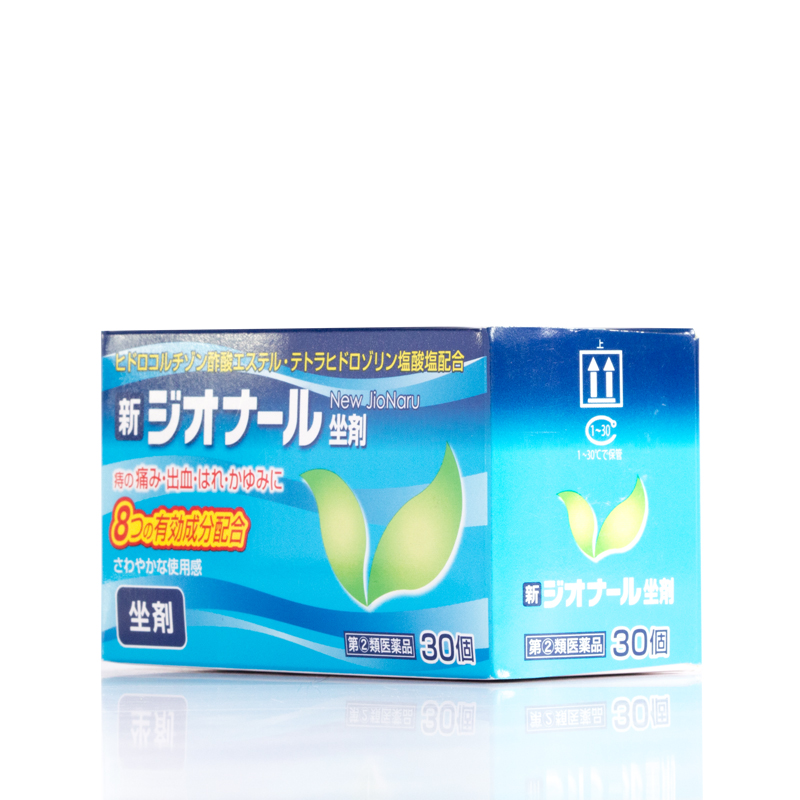 ヒドロコルチゾン酢酸エステル・テトラヒドロゾリン塩酸塩配合
新 ジオナール 坐剤
New JioNaru
痔の痛み・出血・はれ・かゆみに
8つの有効成分配合
さわやかな使用感
坐剤
第②類医薬品 30個
上
1~30°
1~30℃で保管
新 ジオナール 坐剤
第②類医薬品 30個